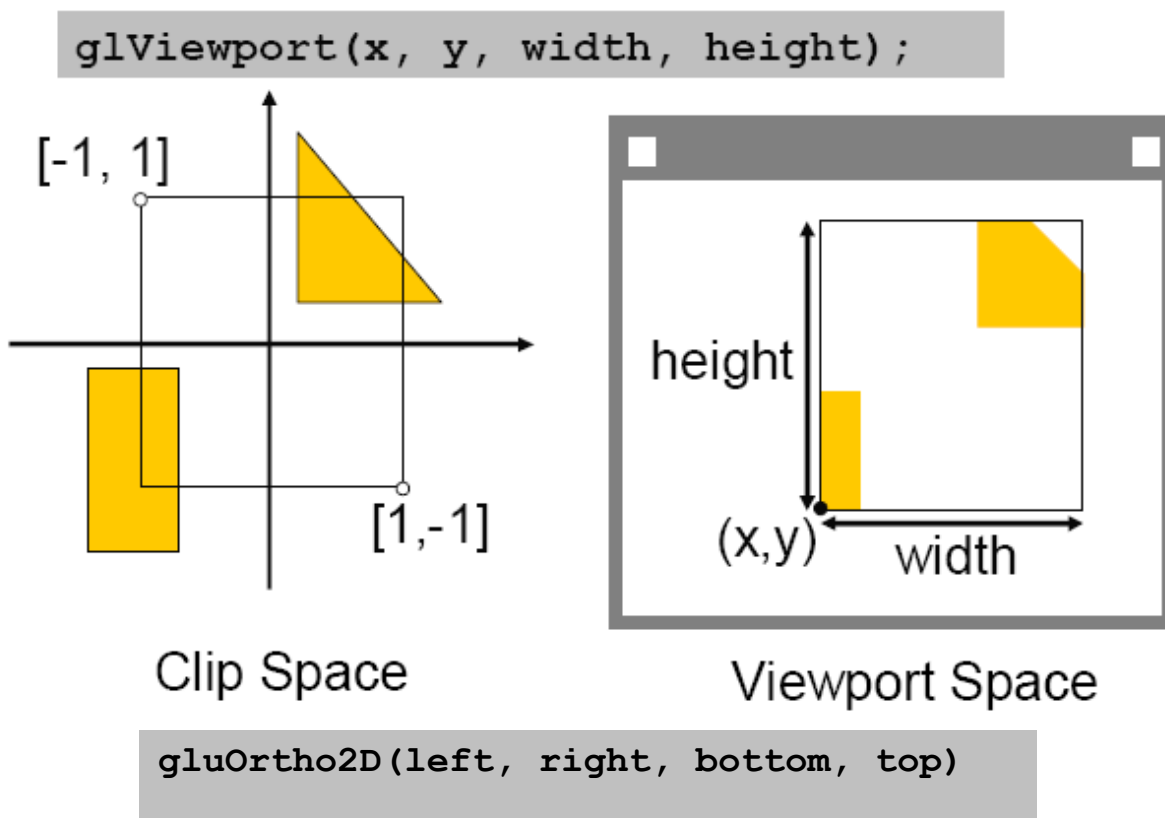 glViewport(x, y, width, height);
[-1, 1]
[1,-1]
Clip Space
height
(x,y)
width
Viewport Space
gluOrtho2D(left, right, bottom, top)